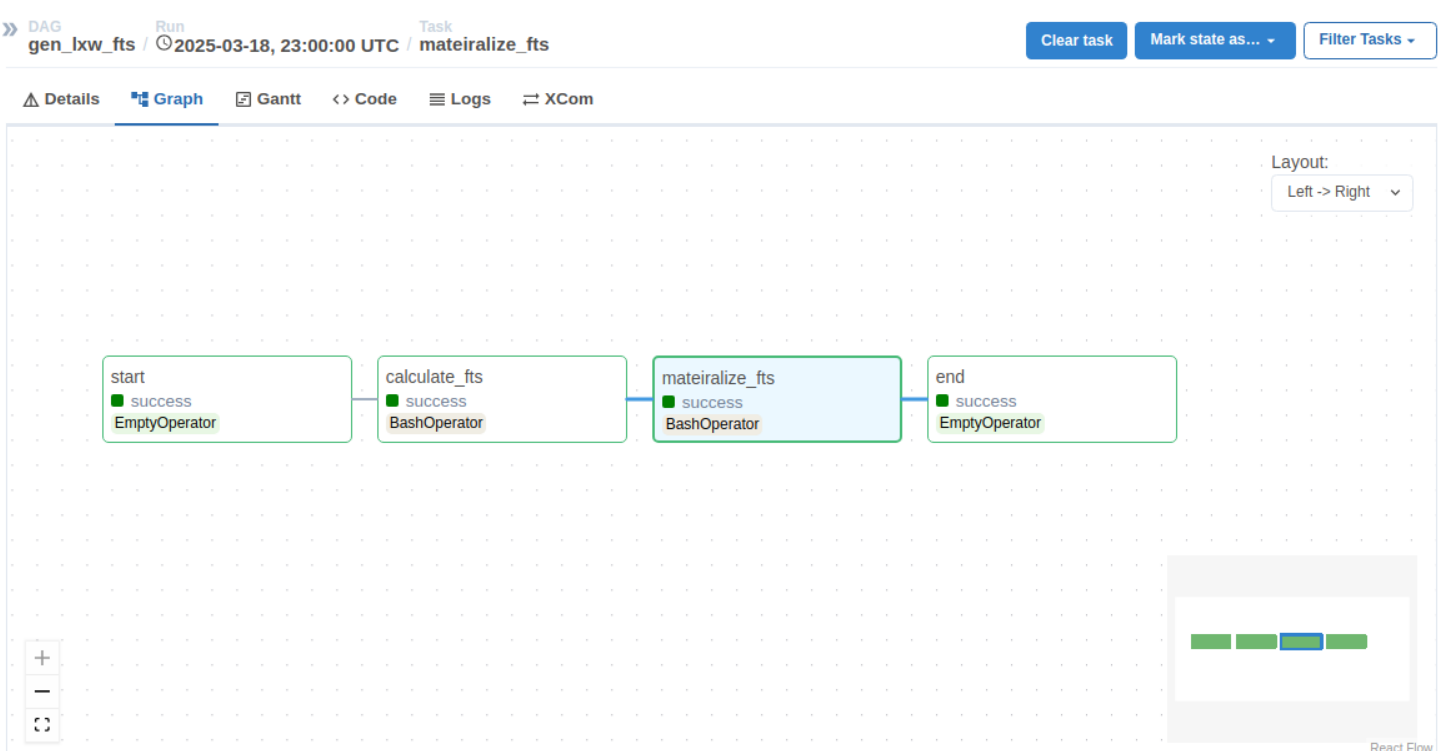 DAG
gen_lxw_fts
/
Run
2025-03-18, 23:00:00 UTC
/
Task
mateiralize_fts
Clear task
Mark state as...
Filter Tasks
Details
Graph
Gantt
Code
Logs
XCom
Layout:
Left -> Right
start
success
EmptyOperator
calculate_fts
success
BashOperator
mateiralize_fts
success
BashOperator
end
success
EmptyOperator
React Flow